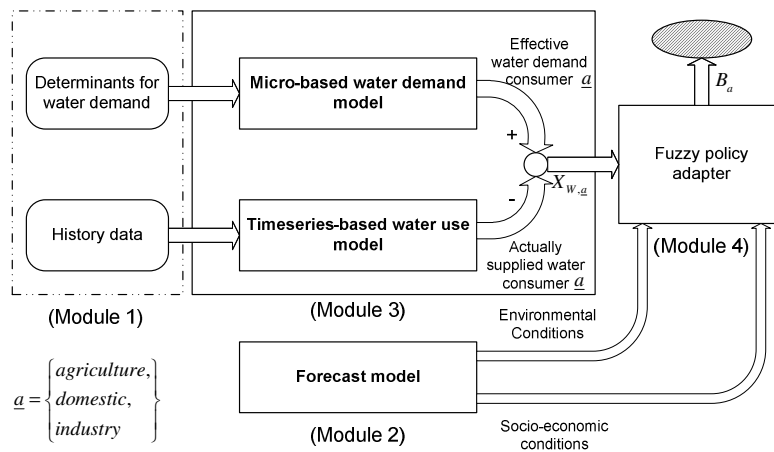 Determinants for
water demand
History data
(Module 1)
Micro-based water demand
model
Timeseries-based water use
model
(Module 3)
Effective
water demand
consumer a
+
-
X_{W,a}
Actually
supplied water
consumer a
B_a
Fuzzy policy
adapter
(Module 4)
Environmental
Conditions
Forecast model
(Module 2)
Socio-economic
conditions
a = { agriculture,
domestic,
industry }